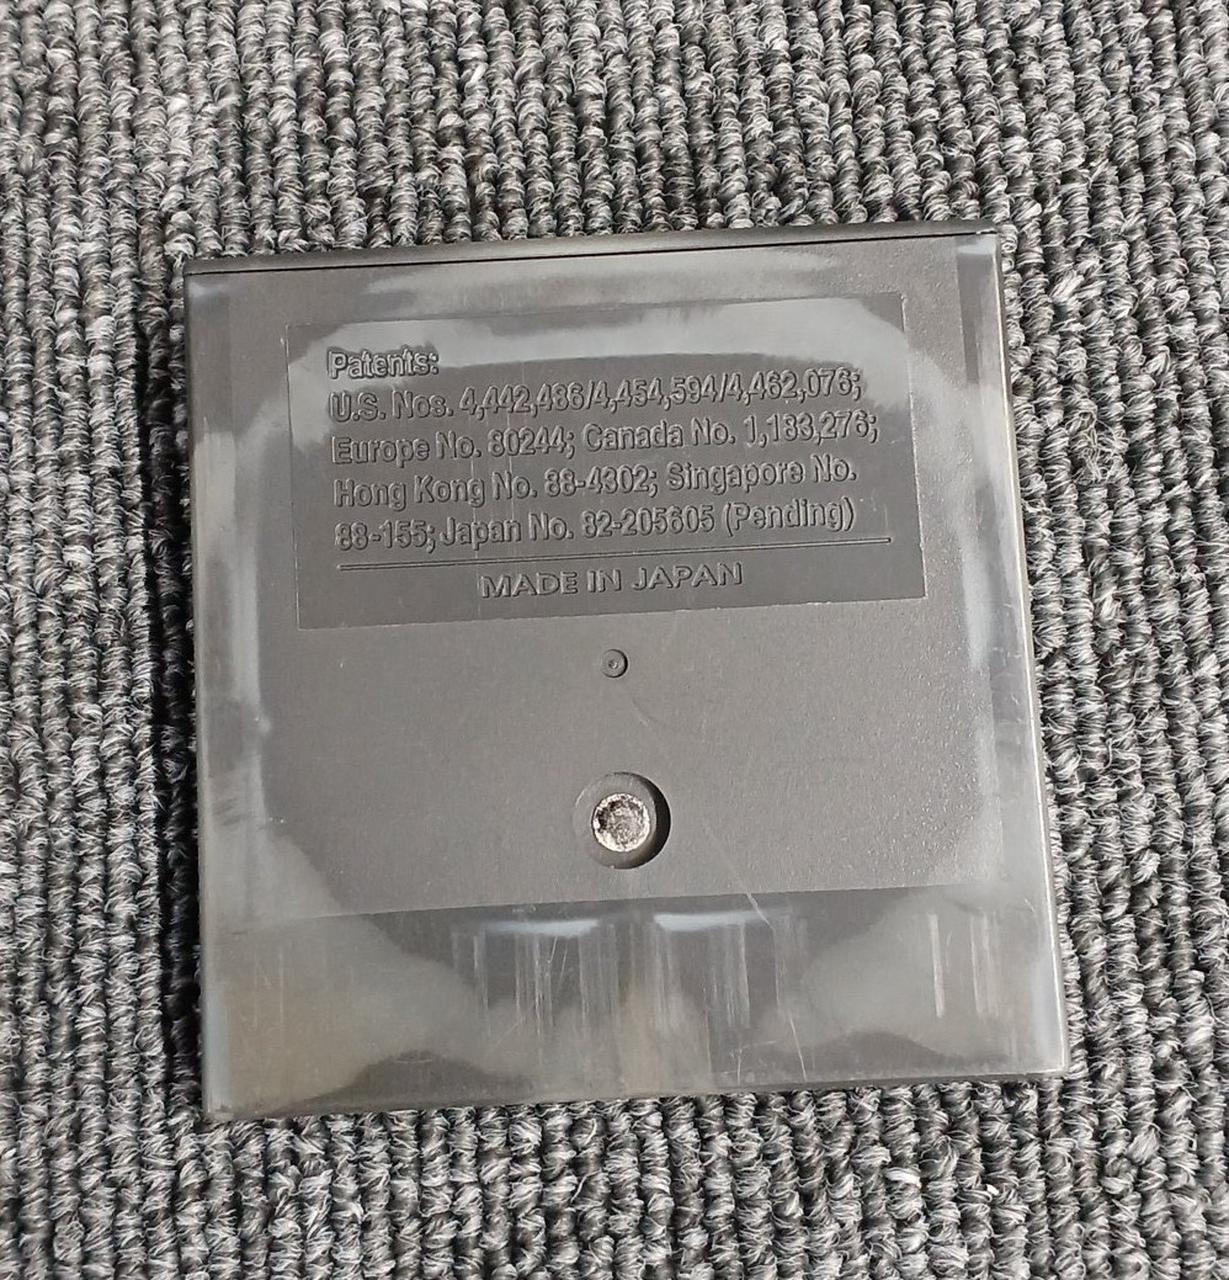 Patents:
U.S. Nos. 4,442,486/4,454,594/4,462,076;
Europe No. 80244; Canada No. 1,183,276;
Hong Kong No. 88-4302; Singapore No.
88-155; Japan No. 82-205605 (Pending)
MADE IN JAPAN